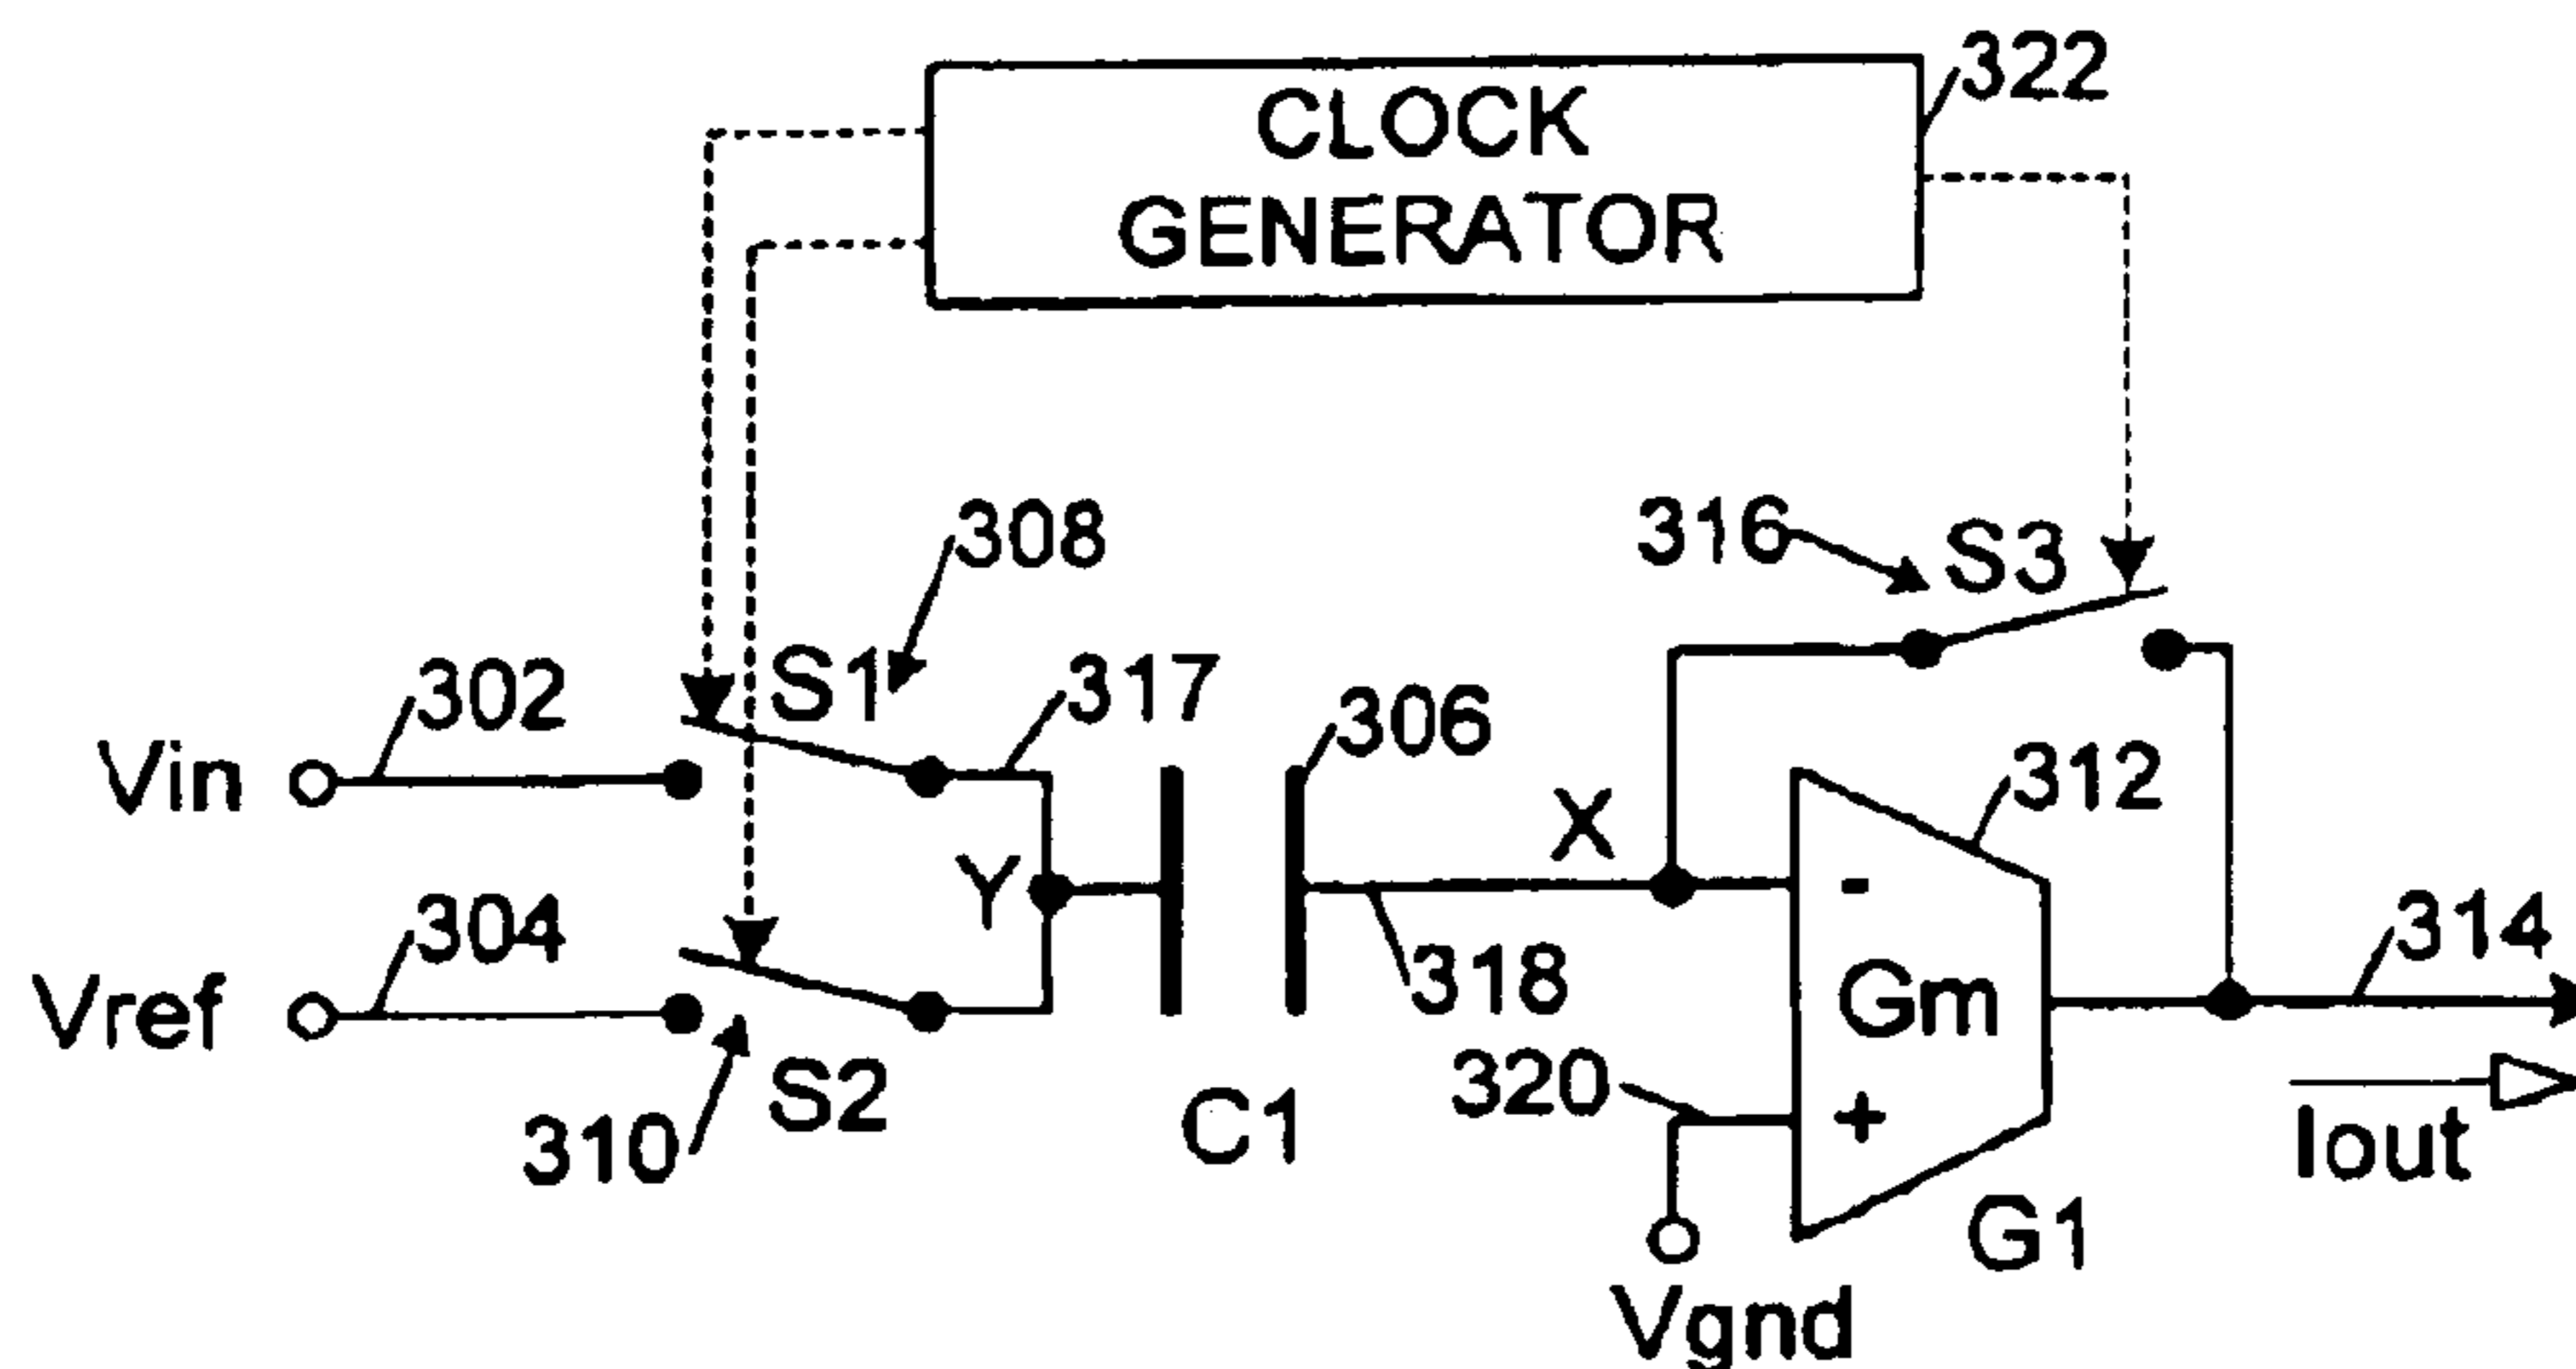 CLOCK
GENERATOR
322
308
316
S3
S1
317
302
306
Vin
312
X
Y
-
304
318
314
Vref
Gm
320
S2
+
310
C1
Iout
G1
Vgnd